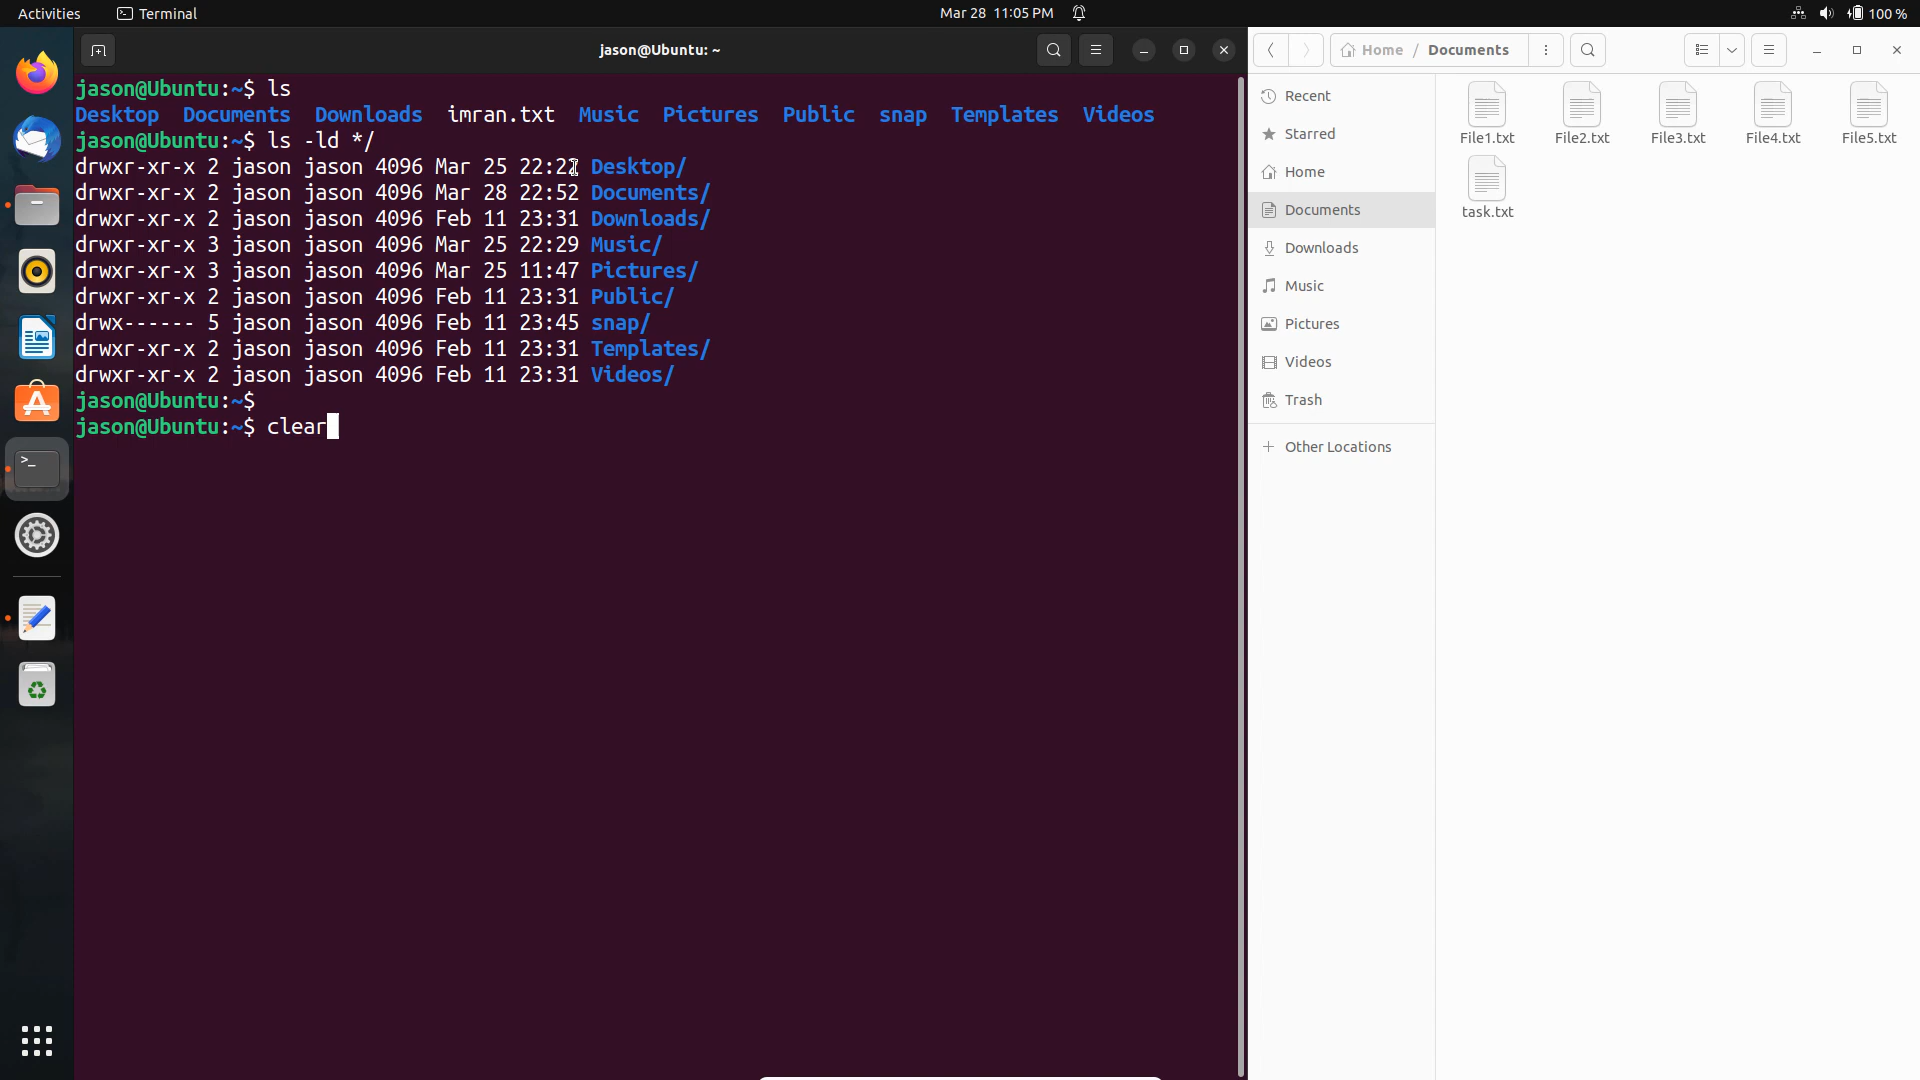 Activities Terminal Mar 28 11:05 PM 100 %
jason@Ubuntu: ~
jason@Ubuntu:~$ ls
Desktop Documents Downloads imran.txt Music Pictures Public snap Templates Videos
jason@Ubuntu:~$ ls -ld */
drwxr-xr-x 2 jason jason 4096 Mar 25 22:22 Desktop/
drwxr-xr-x 2 jason jason 4096 Mar 28 22:52 Documents/
drwxr-xr-x 2 jason jason 4096 Feb 11 23:31 Downloads/
drwxr-xr-x 3 jason jason 4096 Mar 25 22:29 Music/
drwxr-xr-x 3 jason jason 4096 Mar 25 11:47 Pictures/
drwxr-xr-x 2 jason jason 4096 Feb 11 23:31 Public/
drwx------ 5 jason jason 4096 Feb 11 23:45 snap/
drwxr-xr-x 2 jason jason 4096 Feb 11 23:31 Templates/
drwxr-xr-x 2 jason jason 4096 Feb 11 23:31 Videos/
jason@Ubuntu:~$
jason@Ubuntu:~$ clear
Home / Documents
Recent
Starred
Home
Documents
Downloads
Music
Pictures
Videos
Trash
+ Other Locations
File1.txt File2.txt File3.txt File4.txt File5.txt
task.txt